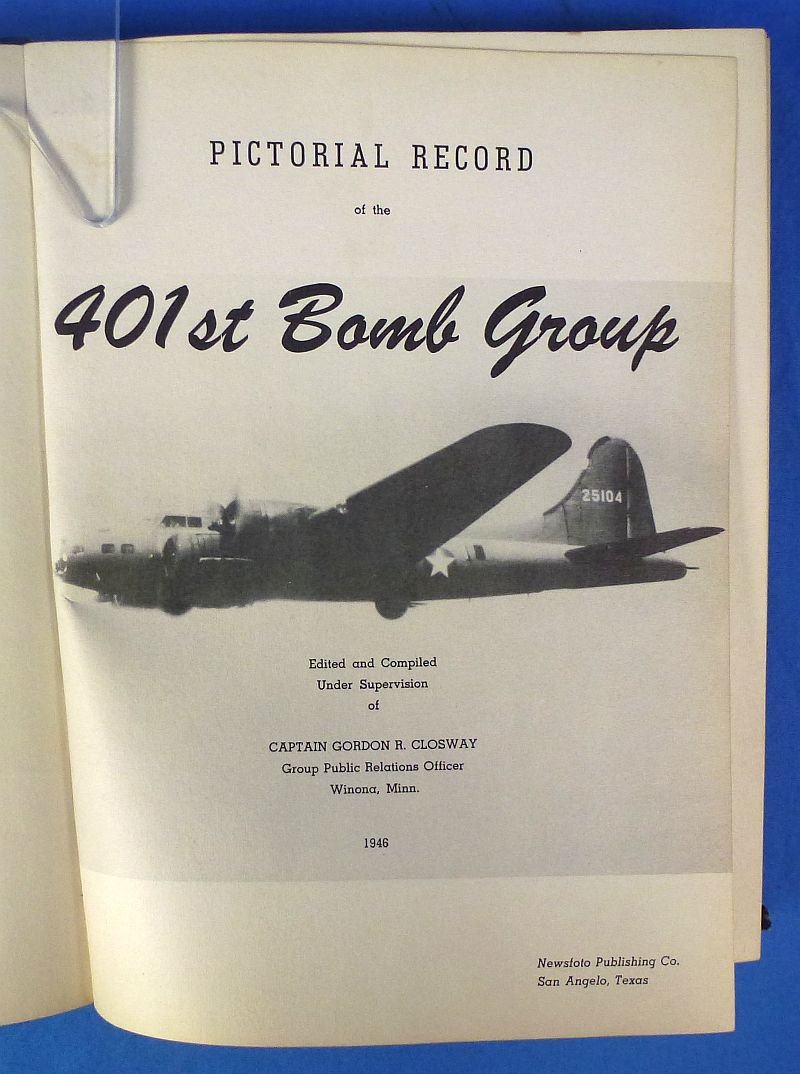 PICTORIAL RECORD
of the
401st Bomb Group
25104
Edited and Compiled
Under Supervision
of
CAPTAIN GORDON R. CLOSWAY
Group Public Relations Officer
Winona, Minn.
1946
Newsfoto Publishing Co.
San Angelo, Texas